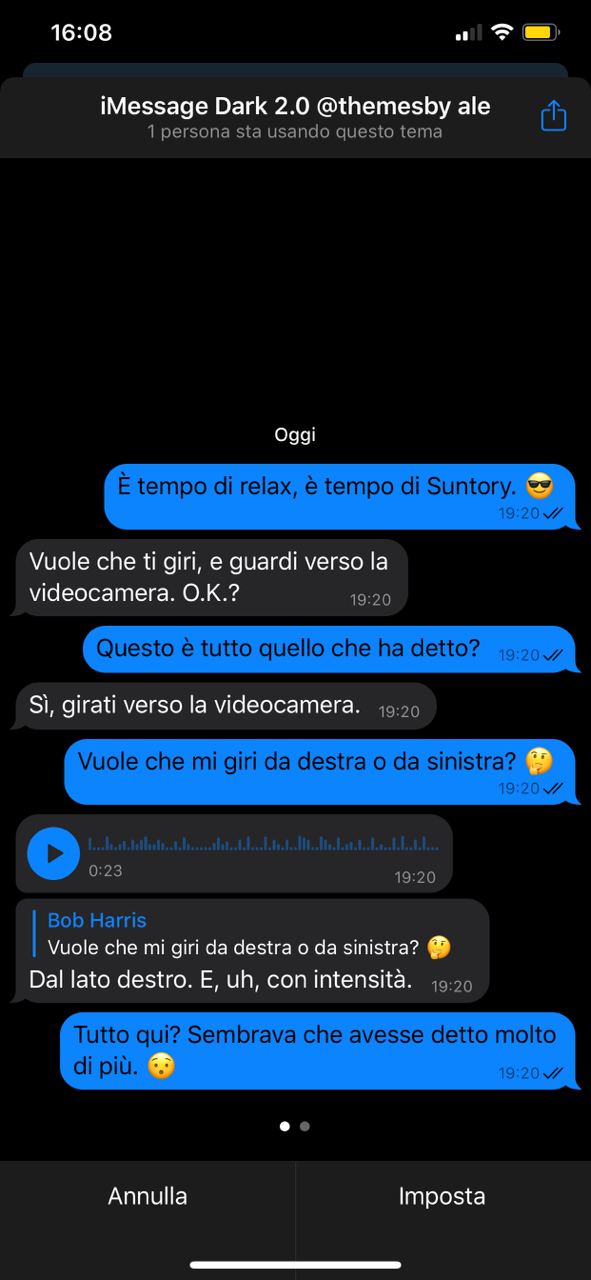 16:08
iMessage Dark 2.0 @themesby ale
1 persona sta usando questo tema
Oggi
È tempo di relax, è tempo di Suntory. 😎
19:20
Vuole che ti giri, e guardi verso la
videocamera. O.K.? 19:20
Questo è tutto quello che ha detto? 19:20
Sì, girati verso la videocamera. 19:20
Vuole che mi giri da destra o da sinistra? 🤔
19:20
0:23 19:20
Bob Harris
Vuole che mi giri da destra o da sinistra? 🤔
Dal lato destro. E, uh, con intensità. 19:20
Tutto qui? Sembrava che avesse detto molto
di più. 😯 19:20
Annulla Imposta